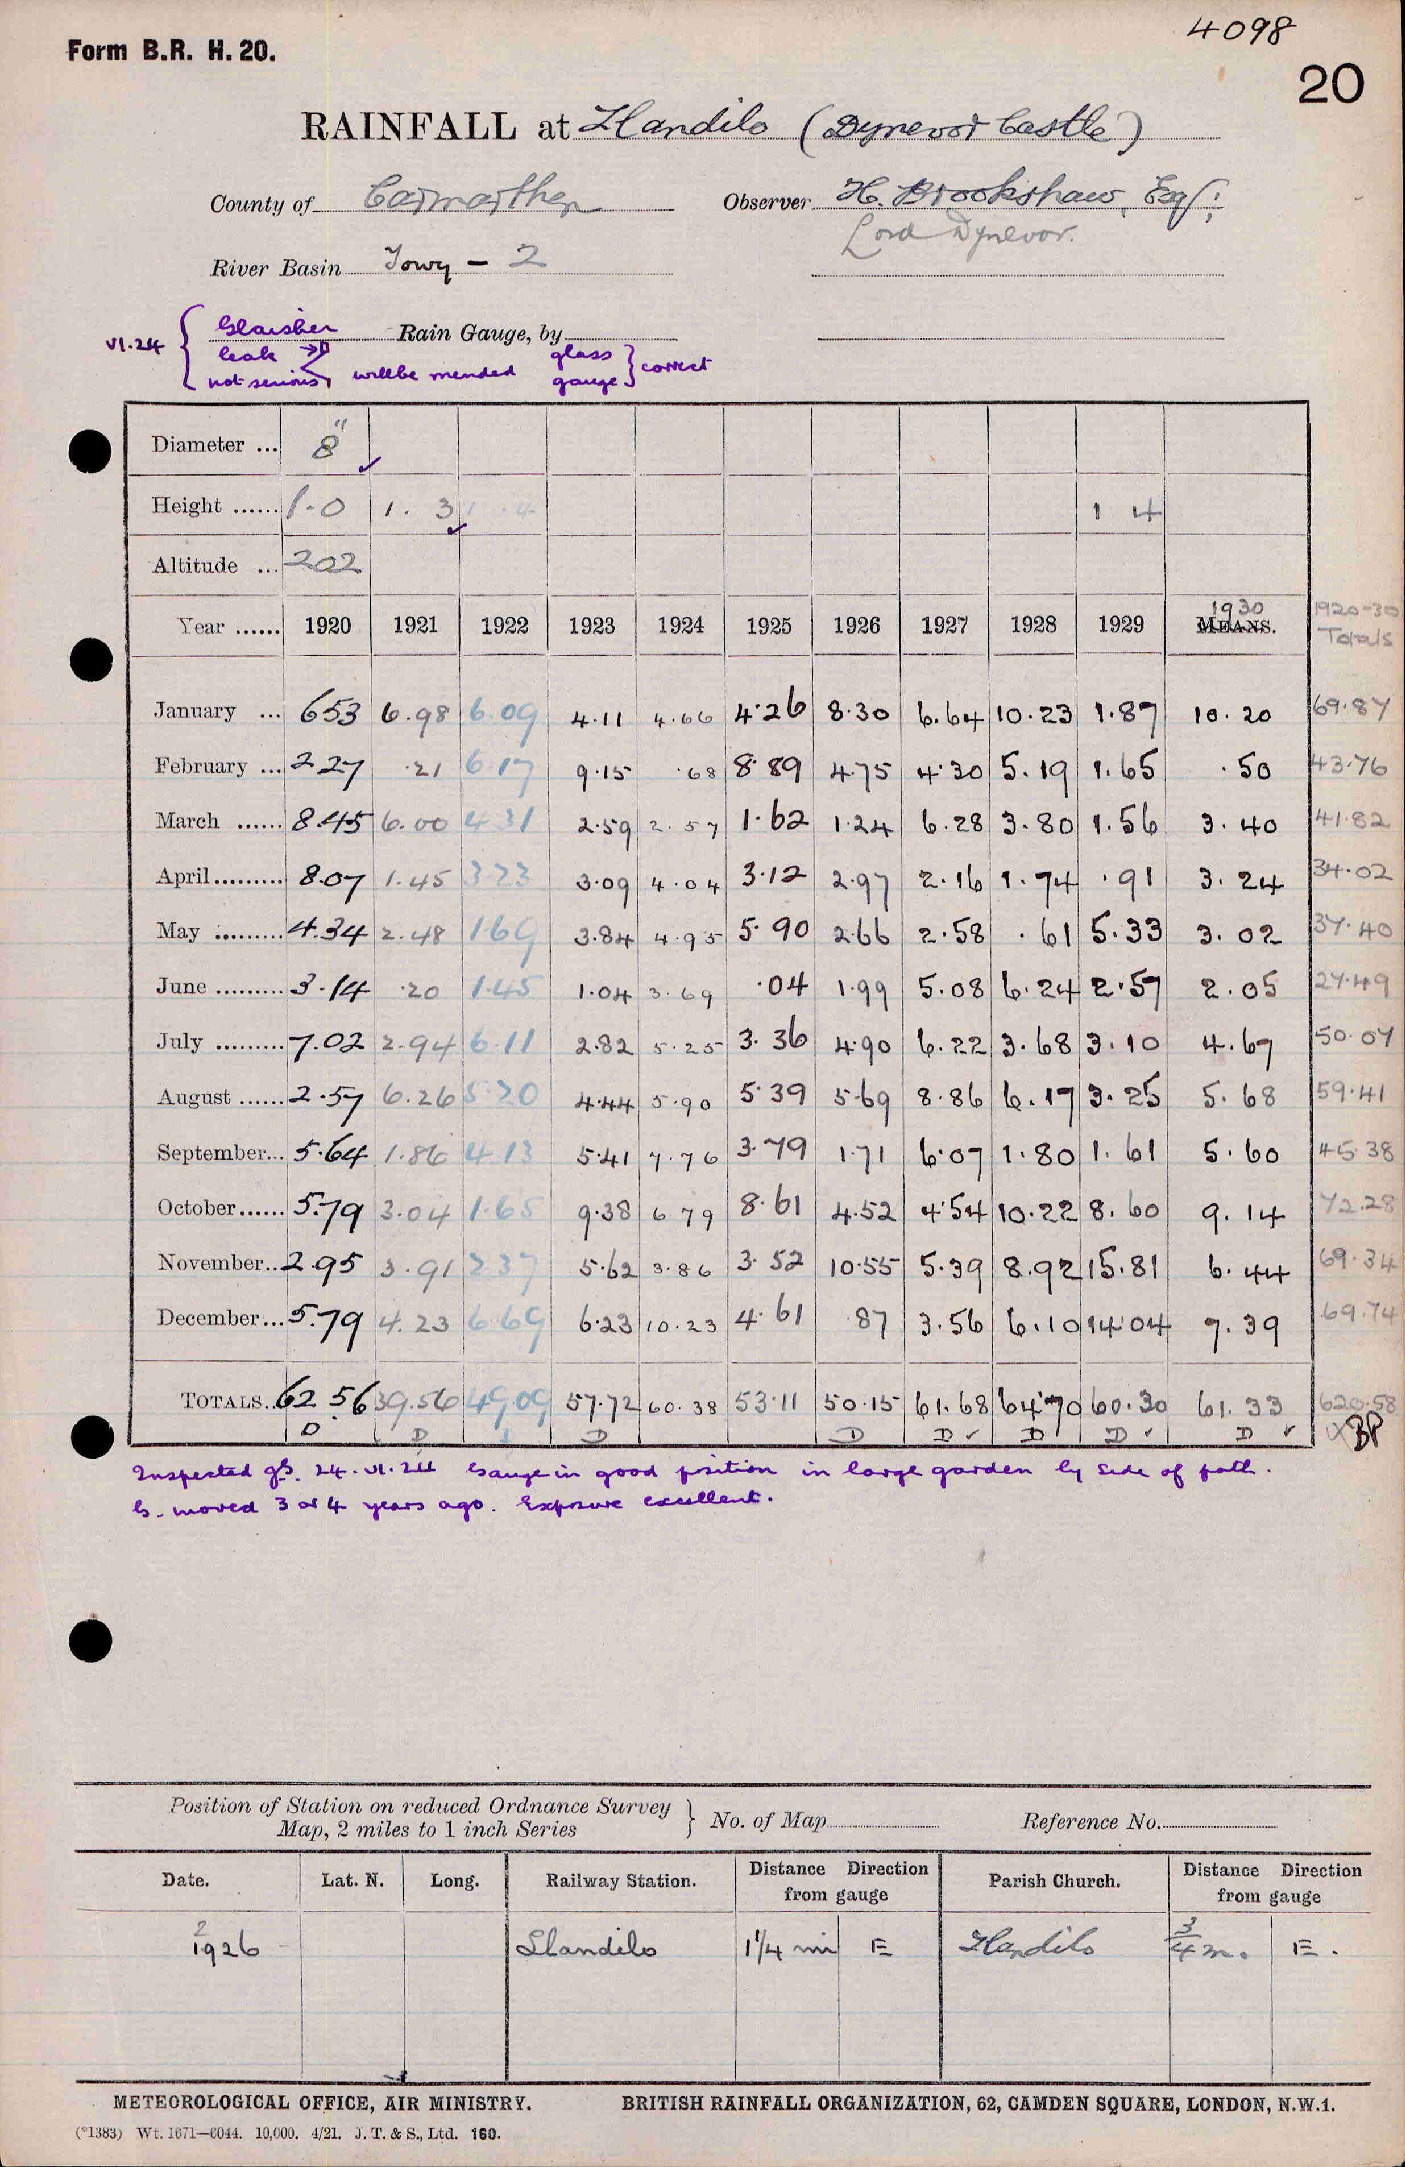 4098
Form B.R. H. 20.
20
RAINFALL at Llandilo (Dynevor Castle)
County of Carmarthen Observer H. Brookshaw, Esq:
Lord Dynevor.
River Basin Towy - 2
VI.24 { Glaisher Rain Gauge, by
leak glass } correct
not serious will be mended gauge
Diameter ... 8"
Height ...... 1.0 1. 3 1 . 4 1 4
Altitude ... 202
Year ...... 1920 1921 1922 1923 1924 1925 1926 1927 1928 1929 MEANS. 1930 1920-30 Totals
January ... 653 6.98 6.09 4.11 4.66 4.26 8.30 6.64 10.23 1.87 10.20 69.87
February ... 2.27 .21 6.17 9.15 .68 8.89 4.75 4.30 5.19 1.65 .50 43.76
March ...... 8.45 6.00 4.31 2.59 2.57 1.62 1.24 6.28 3.80 1.56 3.40 41.82
April......... 8.07 1.45 3.23 3.09 4.04 3.12 2.97 2.16 1.74 .91 3.24 34.02
May ......... 4.34 2.48 1.69 3.84 4.95 5.90 2.66 2.58 .61 5.33 3.02 37.40
June ......... 3.14 .20 1.45 1.04 3.69 .04 1.99 5.08 6.24 2.57 2.05 27.49
July ......... 7.02 2.94 6.11 2.82 5.25 3.36 4.90 6.22 3.68 3.10 4.67 50.07
August ...... 2.57 6.26 5.20 4.44 5.90 5.39 5.69 8.86 6.17 3.25 5.68 59.41
September... 5.64 1.86 4.13 5.41 7.76 3.79 1.71 6.07 1.80 1.61 5.60 45.38
October...... 5.79 3.04 1.65 9.38 6 79 8.61 4.52 4.54 10.22 8.60 9.14 72.28
November.. 2.95 3.91 2.37 5.62 3.86 3.52 10.55 5.39 8.92 15.81 6.44 69.34
December... 5.79 4.23 6.69 6.23 10.23 4.61 .87 3.56 6.10 14.04 7.39 69.74
TOTALS.. 62.56 39.56 49.09 57.72 60.38 53.11 50.15 61.68 64.70 60.30 61.33 620.58
D D D D D ✓ D D ✓ D ✓ BP
Inspected gs. 24.VI.24 Gauge in good position in large garden by side of path.
G. moved 3 or 4 years ago. Exposure excellent.
Position of Station on reduced Ordnance Survey Map, 2 miles to 1 inch Series } No. of Map Reference No.
Date. Lat. N. Long. Railway Station. Distance Direction from gauge Parish Church. Distance Direction from gauge
2
1926 Llandilo 1¼ mi E Llandilo ¾ m. E.
METEOROLOGICAL OFFICE, AIR MINISTRY. BRITISH RAINFALL ORGANIZATION, 62, CAMDEN SQUARE, LONDON, N.W.1.
(*1383) Wt. 1671—6044. 10,000. 4/21. J. T. & S., Ltd. 160.